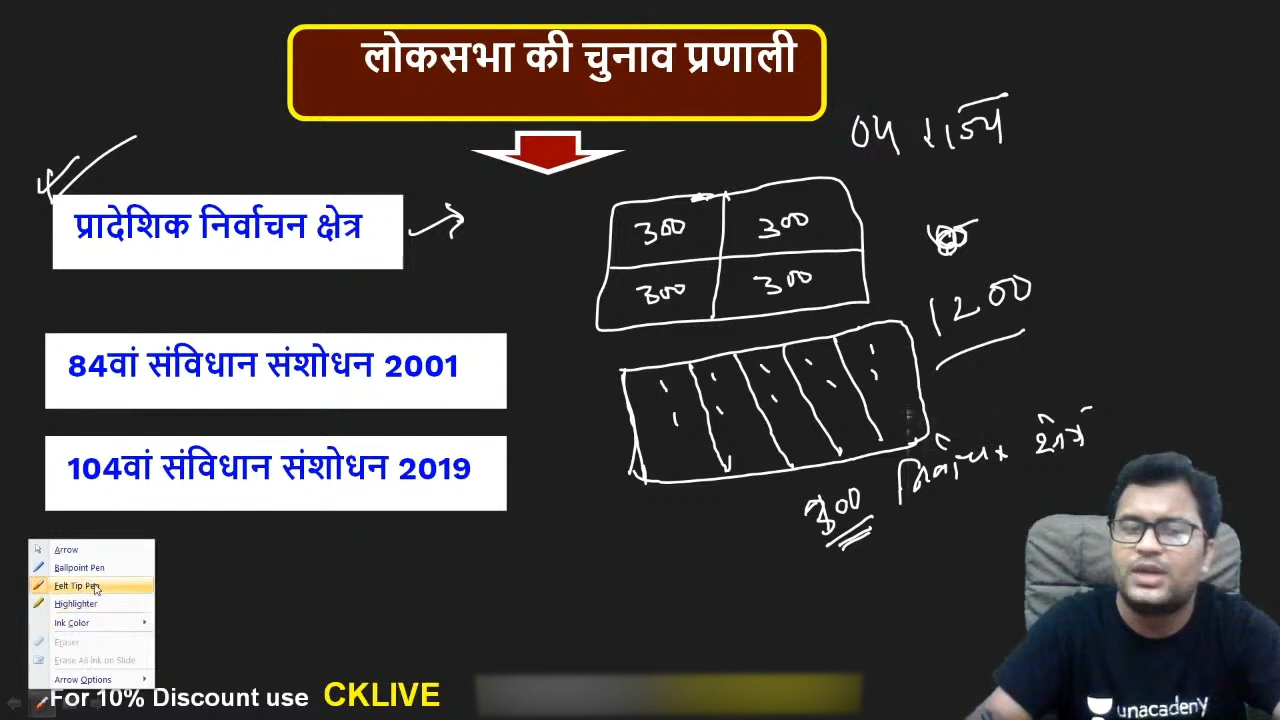 लोकसभा की चुनाव प्रणाली
04 राज्य
प्रादेशिक निर्वाचन क्षेत्र
300 300
300 300
1200
84वां संविधान संशोधन 2001
104वां संविधान संशोधन 2019
300
Arrow
Ballpoint Pen
Felt Tip Pen
Highlighter
Ink Color
Eraser
Erase All Ink on Slide
Arrow Options
For 10% Discount use CKLIVE
unacademy